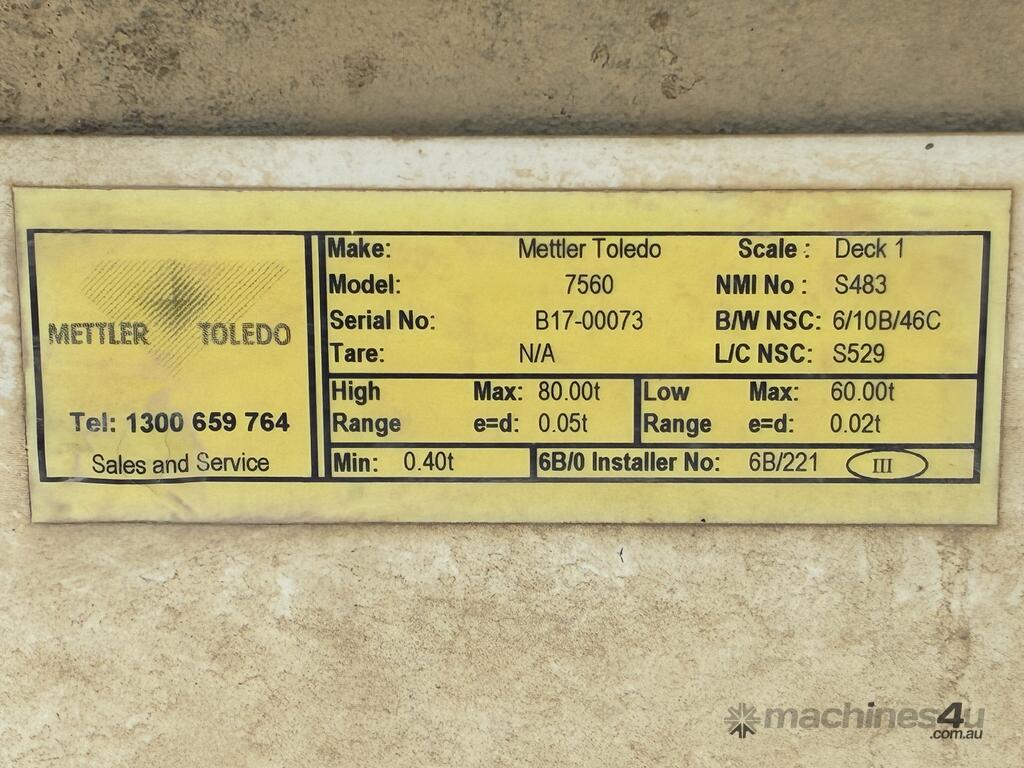 METTLER TOLEDO
Tel: 1300 659 764
Sales and Service
Make: Mettler Toledo Scale : Deck 1
Model: 7560 NMI No : S483
Serial No: B17-00073 B/W NSC: 6/10B/46C
Tare: N/A L/C NSC: S529
High Max: 80.00t Low Max: 60.00t
Range e=d: 0.05t Range e=d: 0.02t
Min: 0.40t 6B/0 Installer No: 6B/221 III
machines4u
.com.au